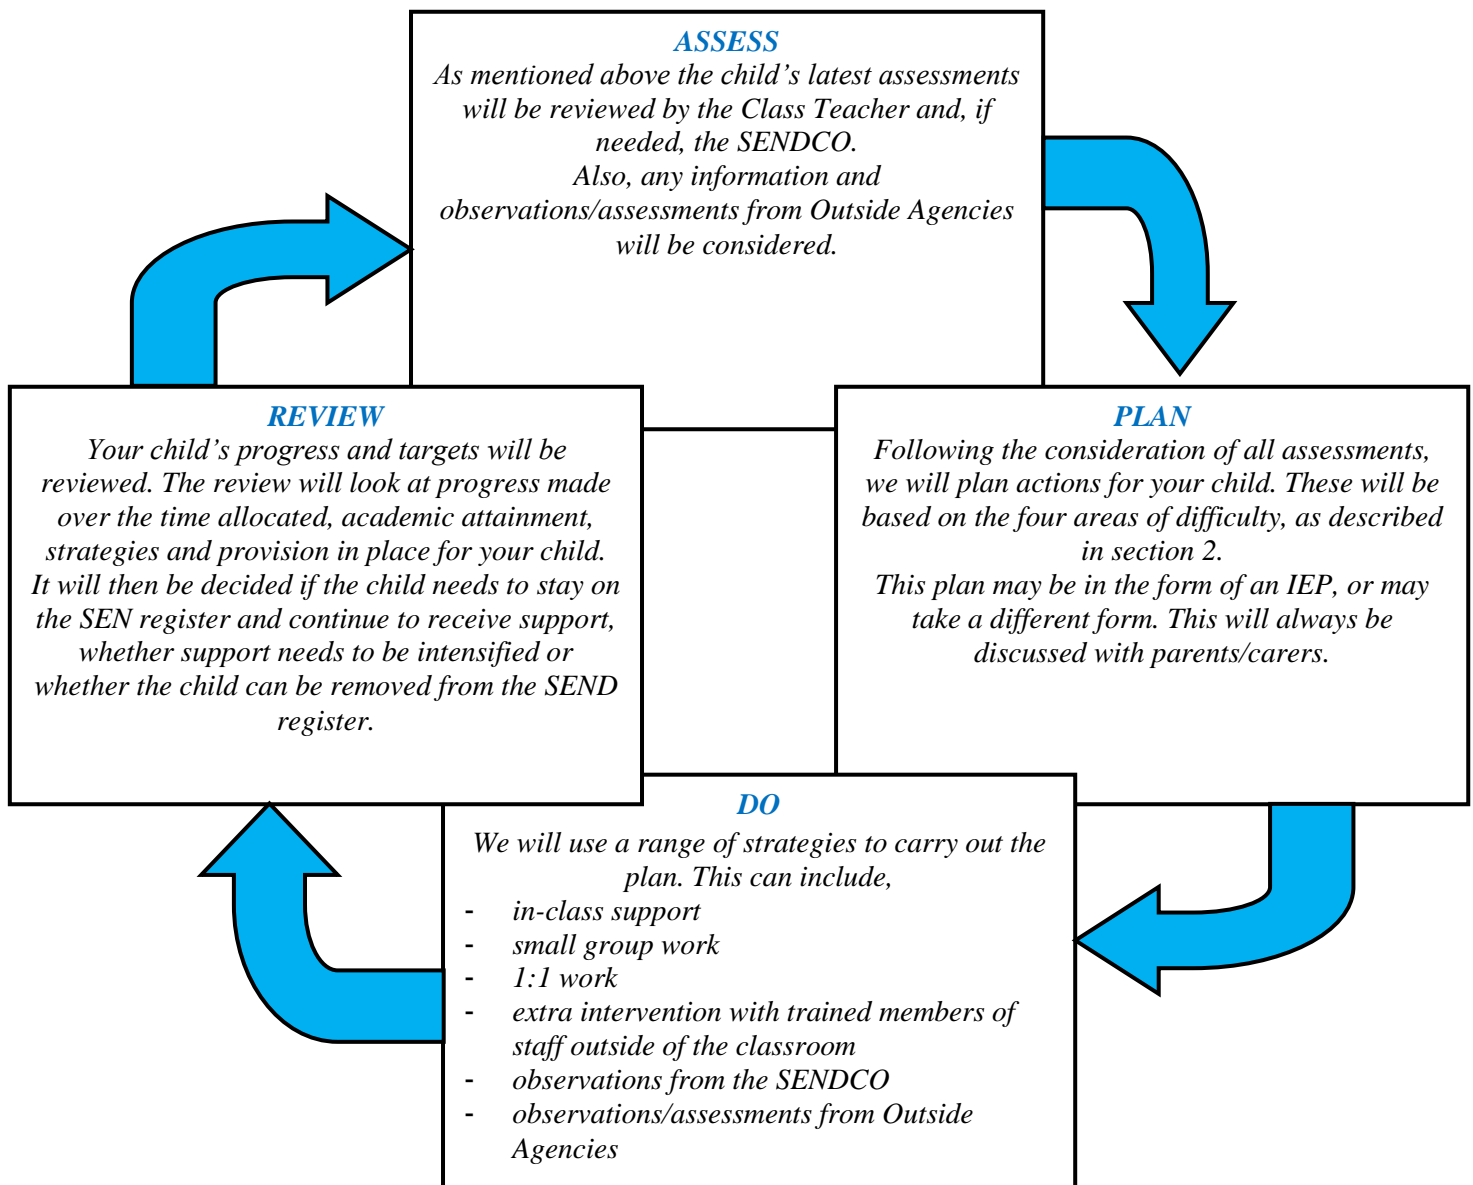 ASSESS
As mentioned above the child’s latest assessments
will be reviewed by the Class Teacher and, if
needed, the SENDCO.
Also, any information and
observations/assessments from Outside Agencies
will be considered.
PLAN
Following the consideration of all assessments,
we will plan actions for your child. These will be
based on the four areas of difficulty, as described
in section 2.
This plan may be in the form of an IEP, or may
take a different form. This will always be
discussed with parents/carers.
DO
We will use a range of strategies to carry out the
plan. This can include,
- in-class support
- small group work
- 1:1 work
- extra intervention with trained members of
staff outside of the classroom
- observations from the SENDCO
- observations/assessments from Outside
Agencies
REVIEW
Your child’s progress and targets will be
reviewed. The review will look at progress made
over the time allocated, academic attainment,
strategies and provision in place for your child.
It will then be decided if the child needs to stay on
the SEN register and continue to receive support,
whether support needs to be intensified or
whether the child can be removed from the SEND
register.